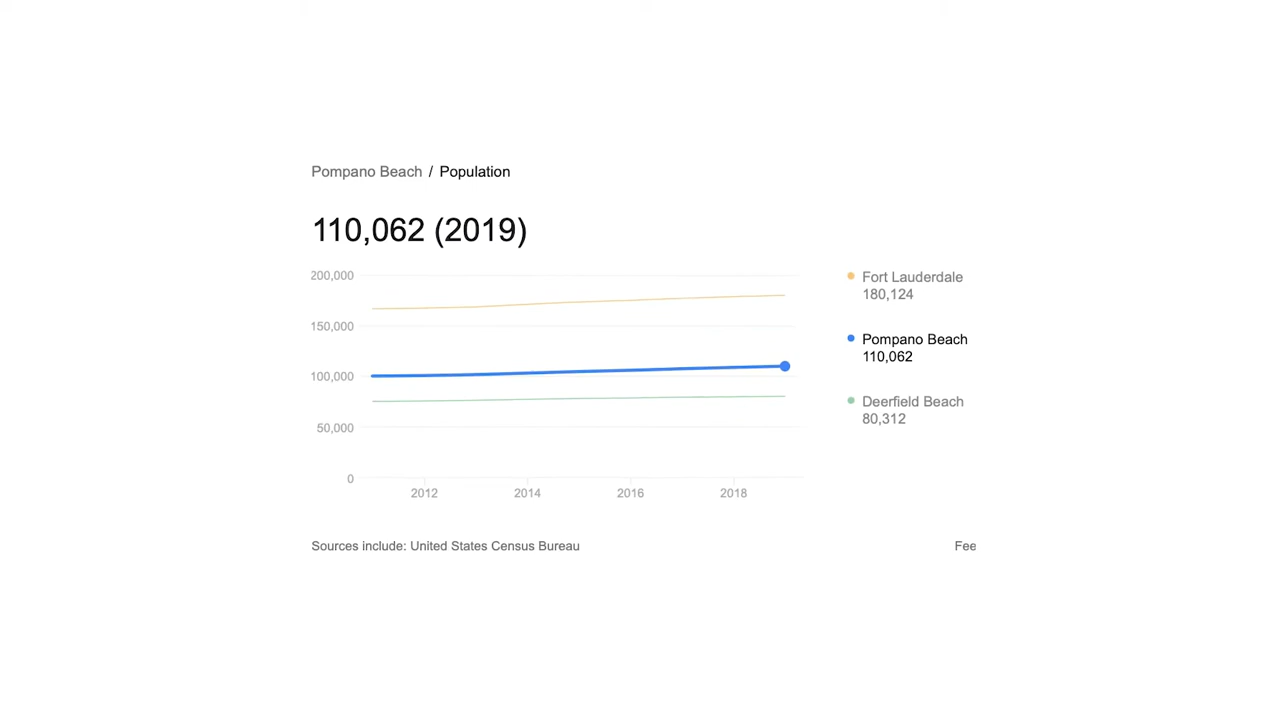 Pompano Beach / Population
110,062 (2019)
200,000
150,000
100,000
50,000
0
2012 2014 2016 2018
Fort Lauderdale
180,124
Pompano Beach
110,062
Deerfield Beach
80,312
Sources include: United States Census Bureau
Fee